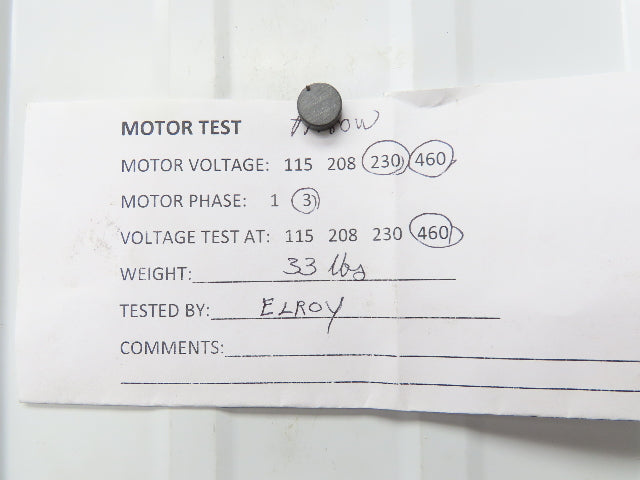 MOTOR TEST
MOTOR VOLTAGE: 115 208 230 460
MOTOR PHASE: 1 3
VOLTAGE TEST AT: 115 208 230 460
WEIGHT: 33 lbs
TESTED BY: ELROY
COMMENTS: